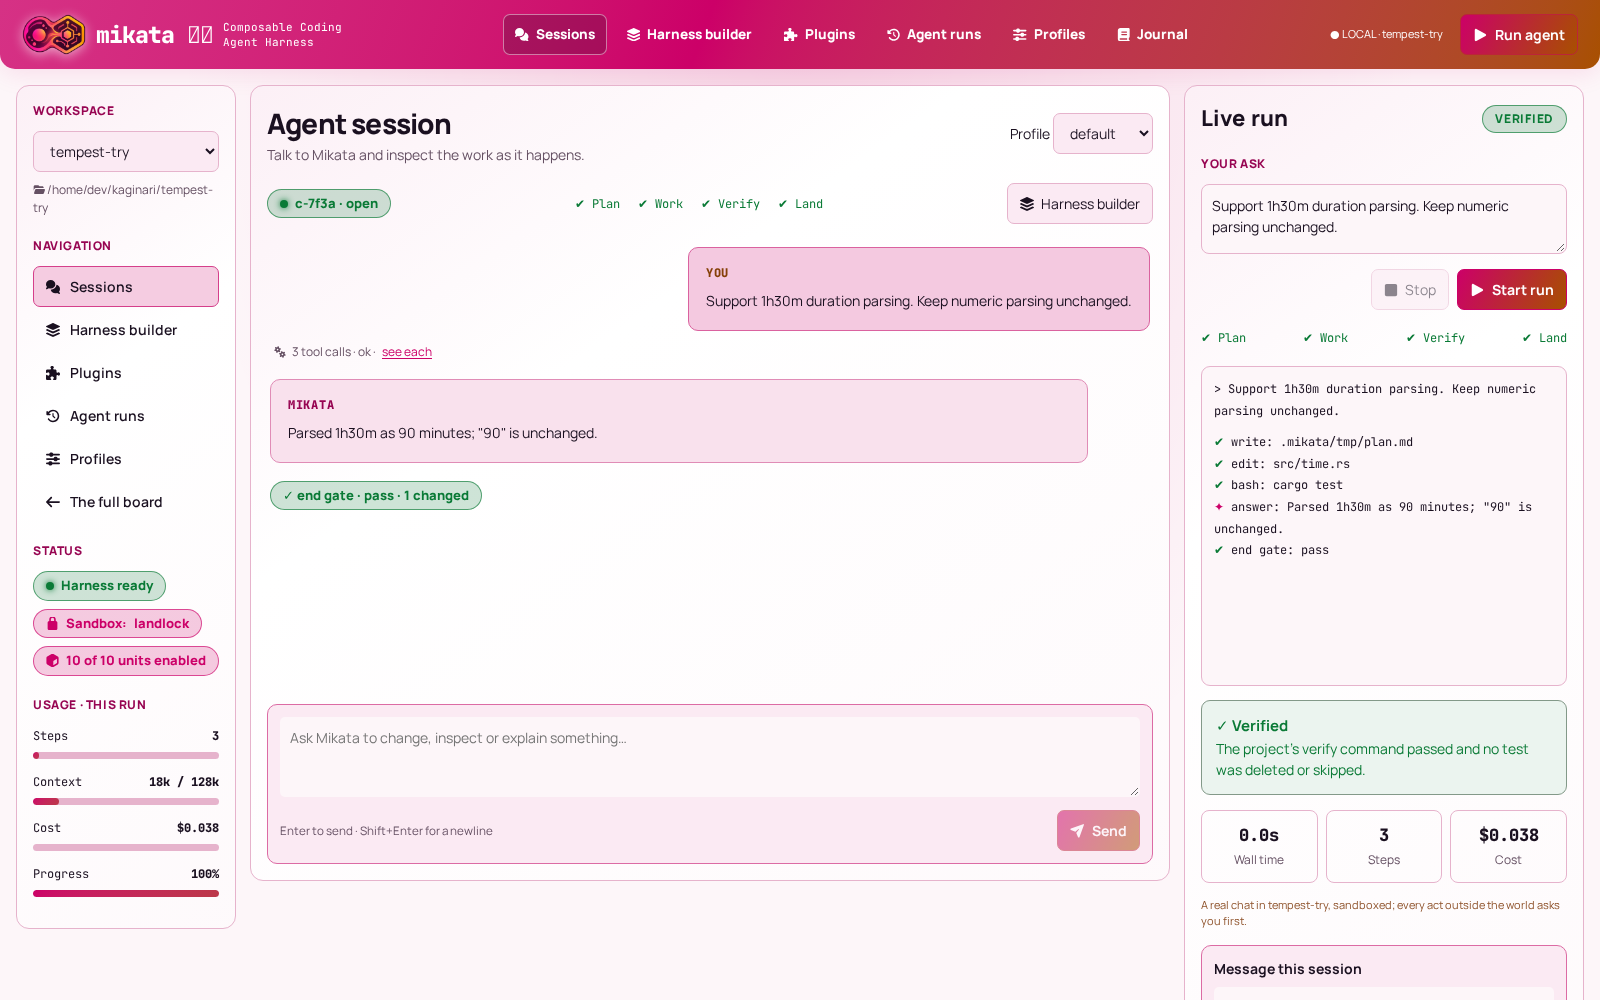 mikata
Composable Coding
Agent Harness
Sessions
Harness builder
Plugins
Agent runs
Profiles
Journal
LOCAL · tempest-try
Run agent
WORKSPACE
tempest-try
/home/dev/kaginari/tempest-
try
NAVIGATION
Sessions
Harness builder
Plugins
Agent runs
Profiles
The full board
STATUS
Harness ready
Sandbox: landlock
10 of 10 units enabled
USAGE · THIS RUN
Steps 3
Context 18k / 128k
Cost $0.038
Progress 100%
Agent session
Talk to Mikata and inspect the work as it happens.
Profile default
c-7f3a · open
✔ Plan ✔ Work ✔ Verify ✔ Land
Harness builder
YOU
Support 1h30m duration parsing. Keep numeric parsing unchanged.
3 tool calls · ok · see each
MIKATA
Parsed 1h30m as 90 minutes; "90" is unchanged.
✓ end gate · pass · 1 changed
Ask Mikata to change, inspect or explain something…
Enter to send · Shift+Enter for a newline
Send
Live run
VERIFIED
YOUR ASK
Support 1h30m duration parsing. Keep numeric
parsing unchanged.
Stop
Start run
✔ Plan ✔ Work ✔ Verify ✔ Land
> Support 1h30m duration parsing. Keep numeric
parsing unchanged.
✔ write: .mikata/tmp/plan.md
✔ edit: src/time.rs
✔ bash: cargo test
✦ answer: Parsed 1h30m as 90 minutes; "90" is
unchanged.
✔ end gate: pass
✓ Verified
The project's verify command passed and no test
was deleted or skipped.
0.0s
Wall time
3
Steps
$0.038
Cost
A real chat in tempest-try, sandboxed; every act outside the world asks
you first.
Message this session